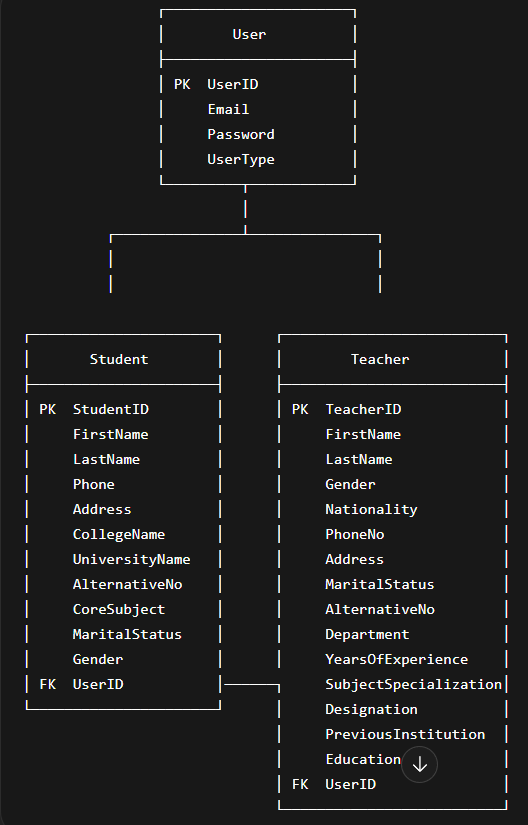 User
PK UserID
Email
Password
UserType
Student
PK StudentID
FirstName
LastName
Phone
Address
CollegeName
UniversityName
AlternativeNo
CoreSubject
MaritalStatus
Gender
FK UserID
Teacher
PK TeacherID
FirstName
LastName
Gender
Nationality
PhoneNo
Address
MaritalStatus
AlternativeNo
Department
YearsOfExperience
SubjectSpecialization
Designation
PreviousInstitution
Education
FK UserID